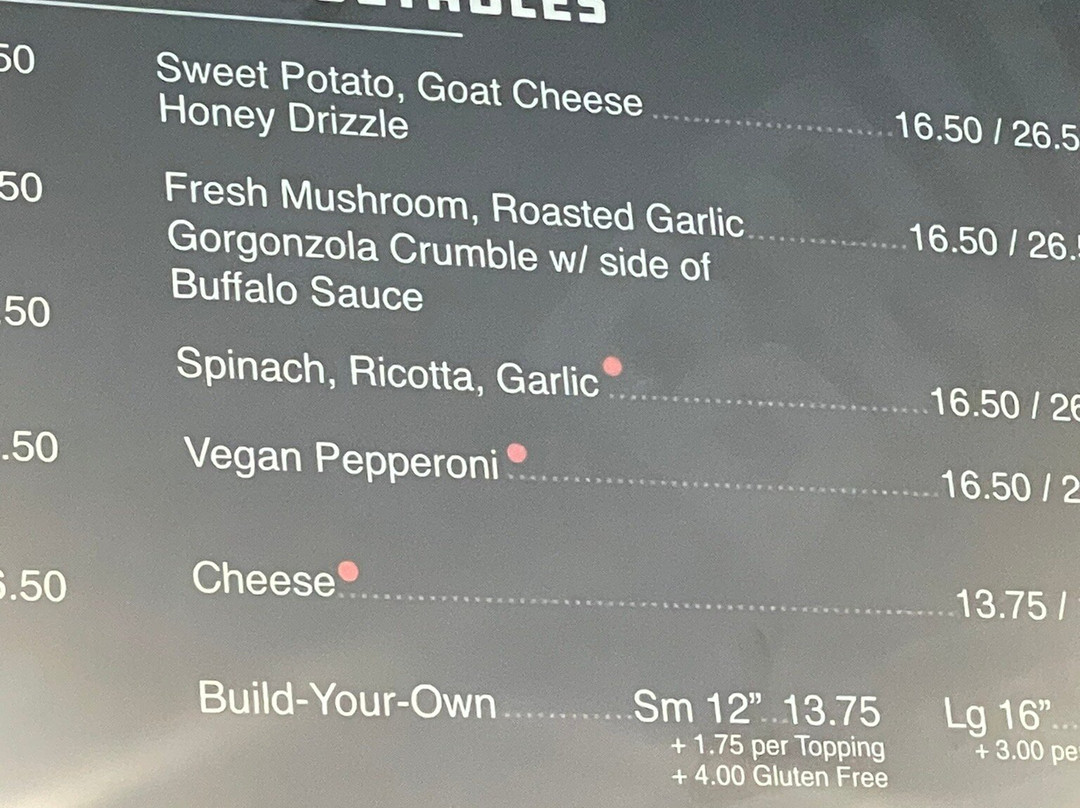 50
Sweet Potato, Goat Cheese 16.50 / 26.5
Honey Drizzle
50
Fresh Mushroom, Roasted Garlic 16.50 / 26.
Gorgonzola Crumble w/ side of
Buffalo Sauce
.50
Spinach, Ricotta, Garlic 16.50 / 26
.50
Vegan Pepperoni 16.50 / 2
.50
Cheese 13.75 /
Build-Your-Own Sm 12” 13.75 Lg 16”
+ 1.75 per Topping + 3.00 pe
+ 4.00 Gluten Free